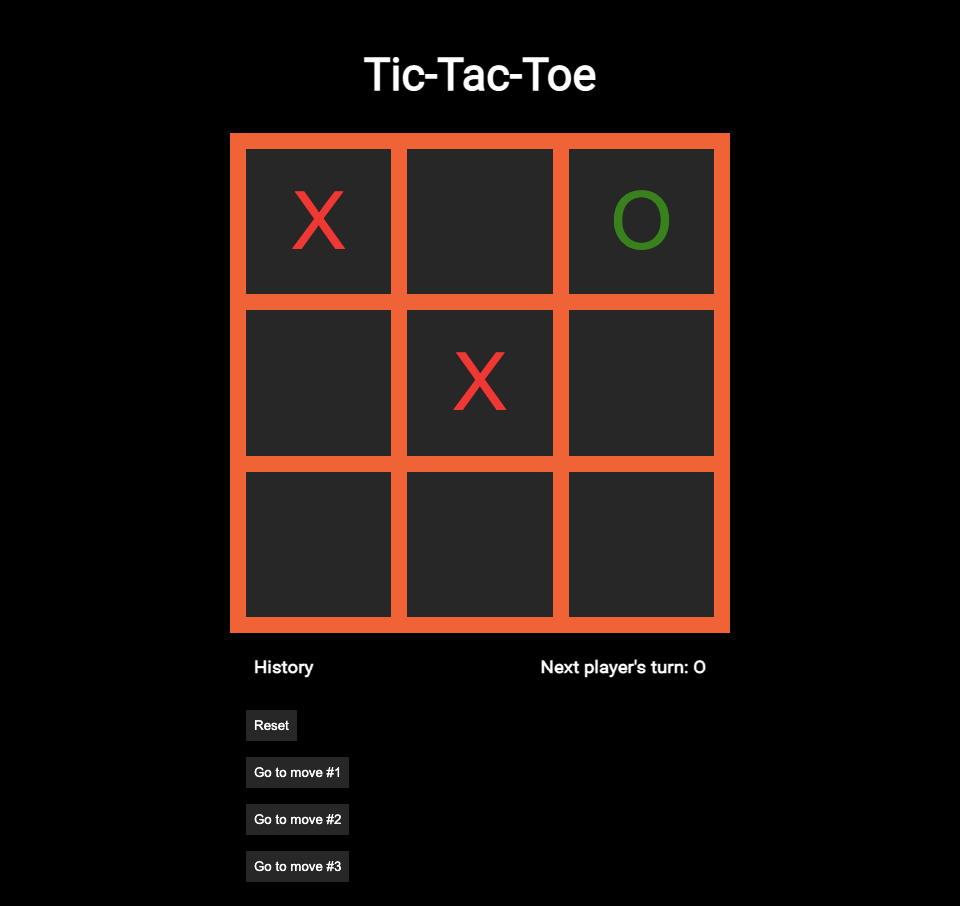 Tic-Tac-Toe
X O
X
History Next player's turn: O
Reset
Go to move #1
Go to move #2
Go to move #3